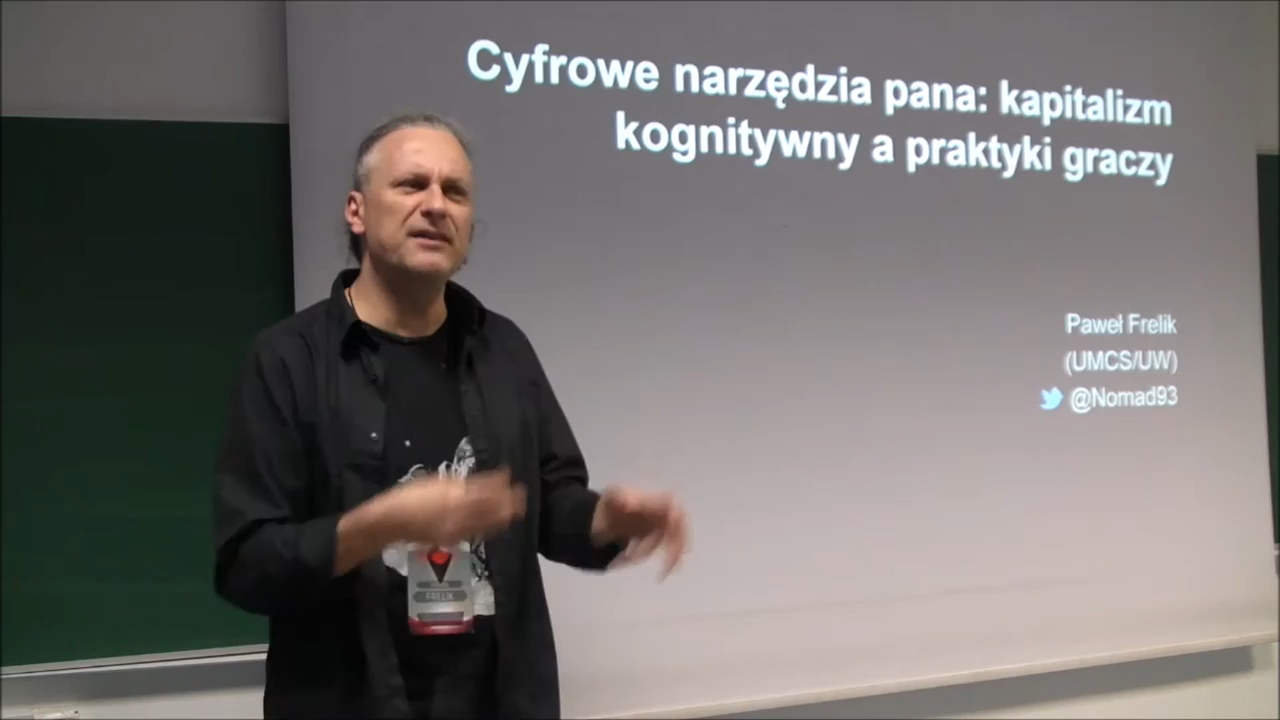 Cyfrowe narzędzia pana: kapitalizm
kognitywny a praktyki graczy
Paweł Frelik
(UMCS/UW)
@Nomad93
FRELIK